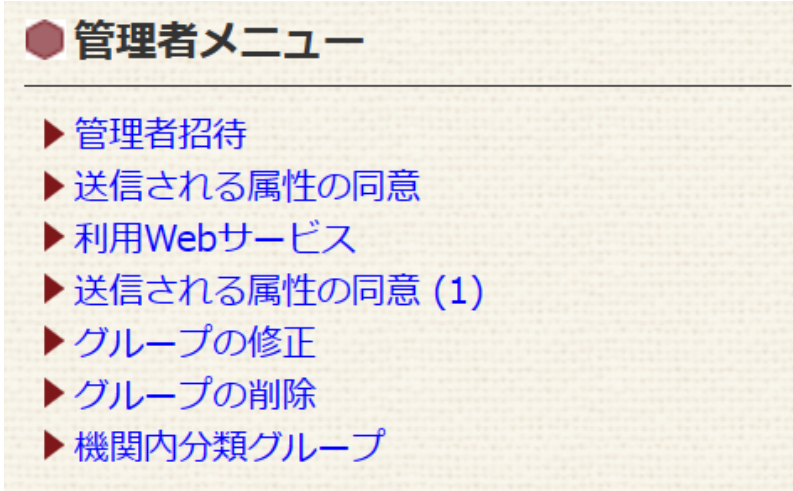 管理者メニュー
管理者招待
送信される属性の同意
利用Webサービス
送信される属性の同意 (1)
グループの修正
グループの削除
機関内分類グループ